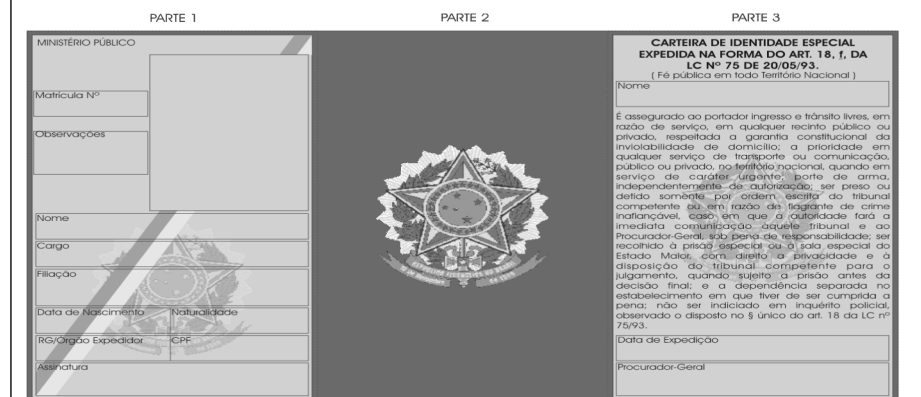 PARTE 1
PARTE 2
PARTE 3
MINISTÉRIO PÚBLICO
Matrícula Nº
Observações
Nome
Cargo
Filiação
Data de Nascimento
Naturalidade
RG/Órgão Expedidor
CPF
Assinatura
CARTEIRA DE IDENTIDADE ESPECIAL
EXPEDIDA NA FORMA DO ART. 18, f, DA
LC Nº 75 DE 20/05/93.
( Fé pública em todo Território Nacional )
Nome
É assegurado ao portador ingresso e trânsito livres, em
razão de serviço, em qualquer recinto público ou
privado, respeitada a garantia constitucional da
inviolabilidade de domicílio; a prioridade em
qualquer serviço de transporte ou comunicação,
público ou privado, no território nacional, quando em
serviço de caráter urgente; porte de arma,
independentemente de autorização; ser preso ou
detido somente por ordem escrita do tribunal
competente ou em razão de flagrante de crime
inafiançável, caso em que a autoridade fará a
imediata comunicação àquele tribunal e ao
Procurador-Geral, sob pena de responsabilidade; ser
recolhido à prisão especial ou à sala especial do
Estado Maior, com direito a privacidade e à
disposição do tribunal competente para o
julgamento, quando sujeito a prisão antes da
decisão final; e a dependência separada no
estabelecimento em que tiver de ser cumprida a
pena; não ser indiciado em inquérito policial,
observado o disposto no § único do art. 18 da LC nº
75/93.
Data de Expedição
Procurador-Geral